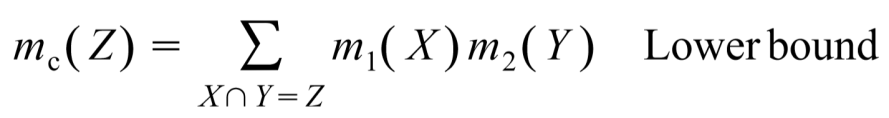 m_c(Z) = ∑_{X∩Y=Z} m_1(X)m_2(Y) Lower bound